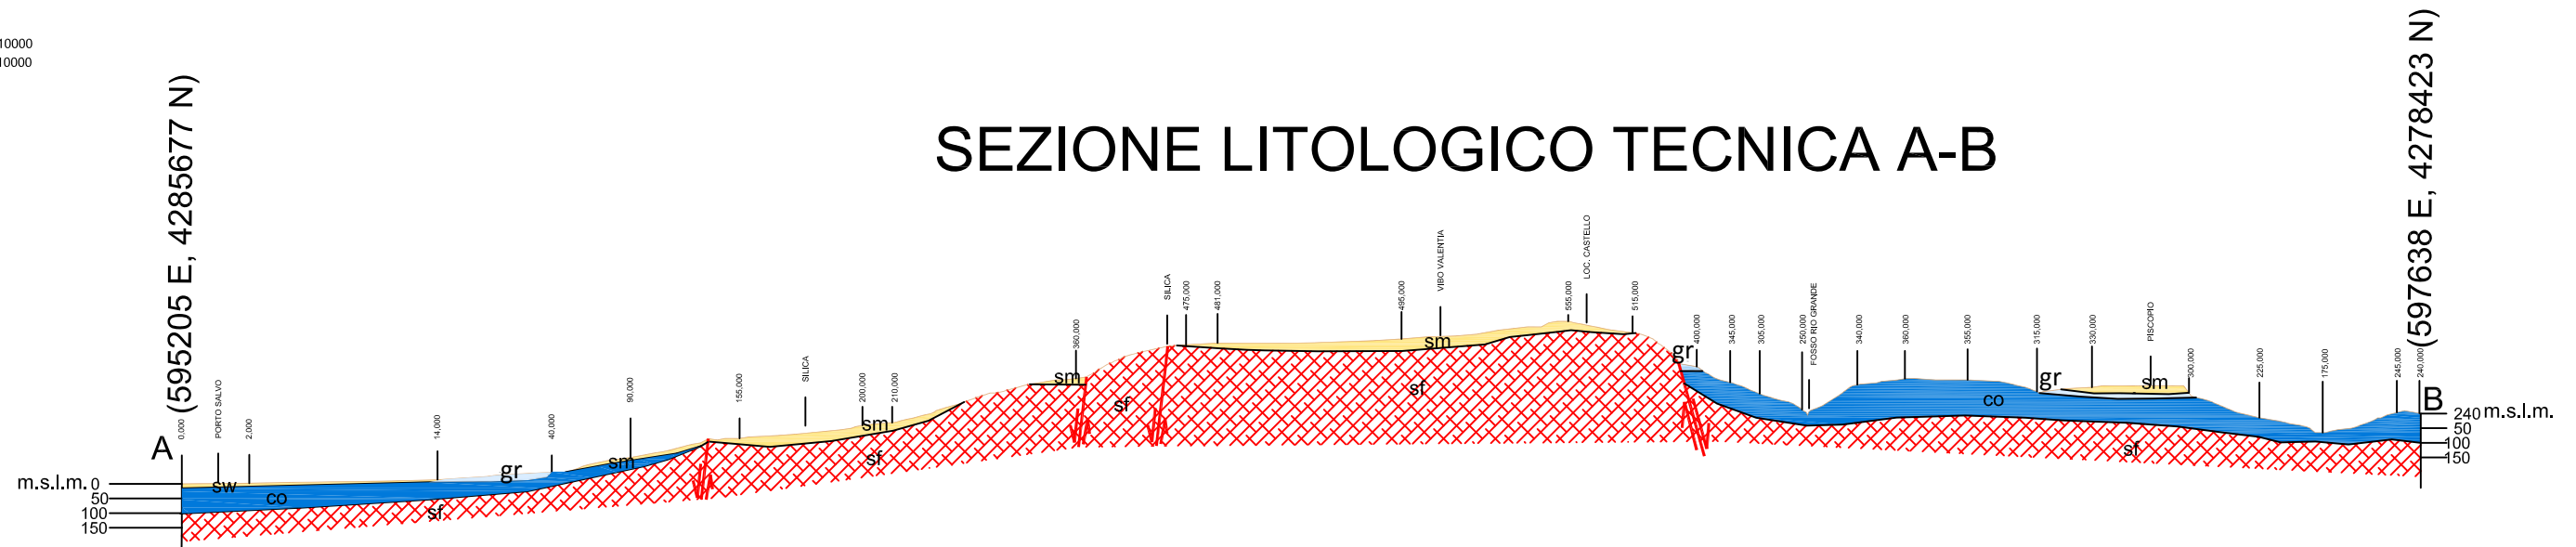 10000
10000
SEZIONE LITOLOGICO TECNICA A-B
A (595205 E, 4285677 N)
B (597638 E, 4278423 N)
m.s.l.m. 0
50
100
150
0,000
PORTO SALVO
2,000
14,000
40,000
90,000
155,000
SILICA
200,000
210,000
360,000
SILICA
475,000
481,000
495,000
VIBO VALENTIA
555,000
LOC. CASTELLO
515,000
400,000
345,000
305,000
250,000
FOSSO RIO GRANDE
340,000
360,000
355,000
315,000
330,000
PISCOPIO
300,000
225,000
175,000
245,000
240,000
240 m.s.l.m.
50
100
150
sw
co
gr
sf
sm
sm
sf
sm
sf
sm
sf
gr
co
gr
sm
sf